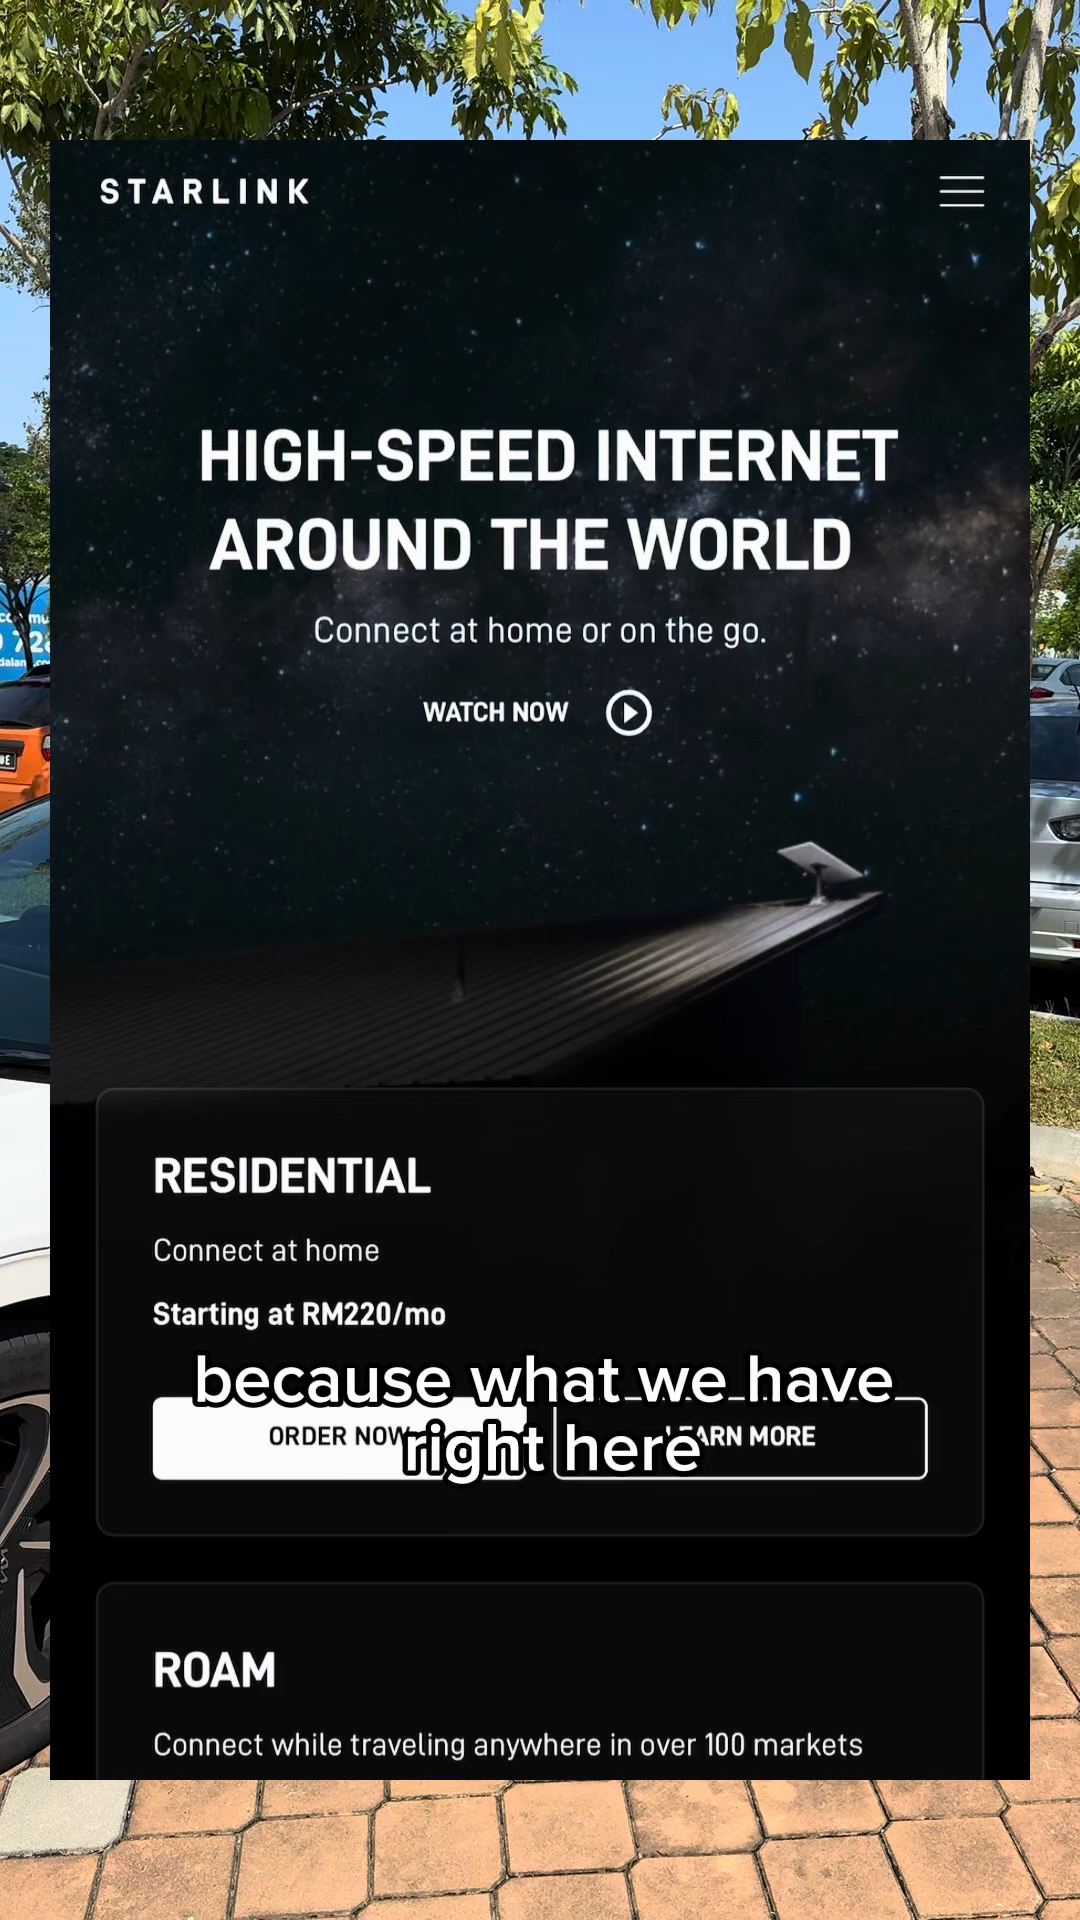 STARLINK
HIGH-SPEED INTERNET
AROUND THE WORLD
Connect at home or on the go.
WATCH NOW
RESIDENTIAL
Connect at home
Starting at RM220/mo
because what we have
right here
ORDER NOW
LEARN MORE
ROAM
Connect while traveling anywhere in over 100 markets